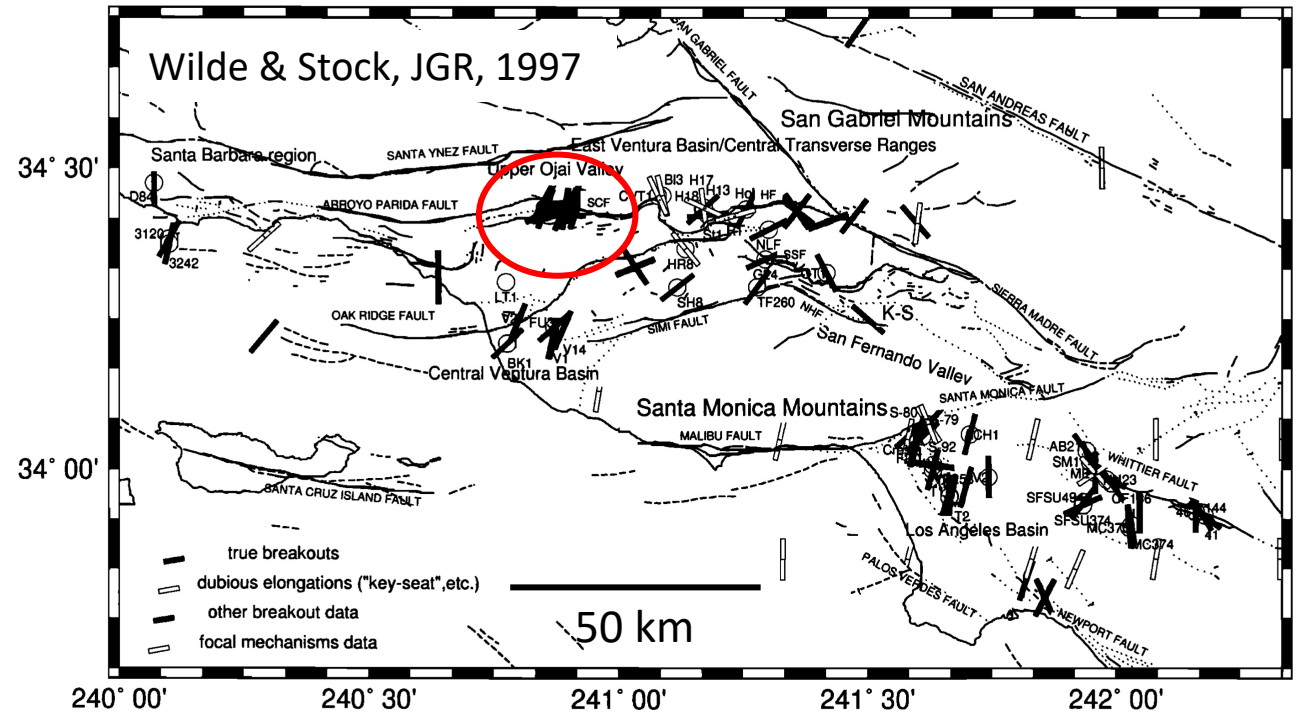 Wilde & Stock, JGR, 1997
SAN GABRIEL FAULT
SAN ANDREAS FAULT
San Gabriel Mountains
East Ventura Basin/Central Transverse Ranges
SANTA YNEZ FAULT
Santa Barbara region
34° 30'
Upper Ojai Valley
BI3
H17
H18
H13
HF
D84
ARROYO PARIDA FAULT
SCF
3120
3242
NLF
SSF
HR8
LT1
SH8
TF260
NHF
K-S
OAK RIDGE FAULT
SIMI FAULT
SIERRA MADRE FAULT
San Fernando Valley
BK1
V14
V1
Central Ventura Basin
SANTA MONICA FAULT
Santa Monica Mountains
S-80
CH1
MALIBU FAULT
AB2
SM1
WHITTIER FAULT
34° 00'
SANTA CRUZ ISLAND FAULT
T2
SFSU374
MC374
41
Los Angeles Basin
PALOS VERDES FAULT
NEWPORT FAULT
true breakouts
dubious elongations ("key-seat",etc.)
other breakout data
focal mechanisms data
50 km
240° 00'
240° 30'
241° 00'
241° 30'
242° 00'